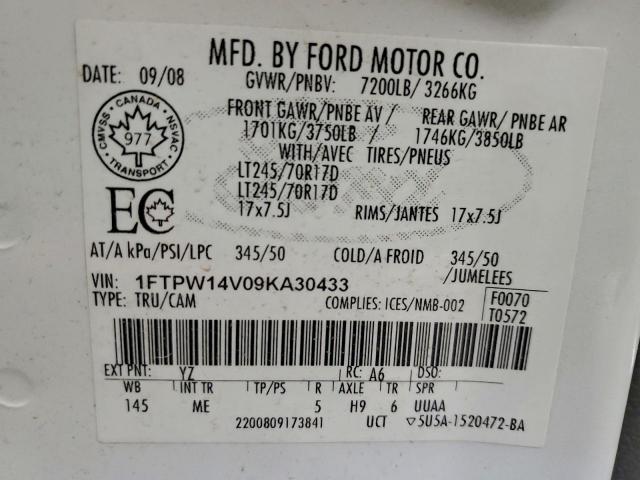 MFD. BY FORD MOTOR CO.
DATE: 09/08 GVWR/PNBV: 7200LB/ 3266KG
FRONT GAWR/PNBE AV/ REAR GAWR/ PNBE AR
1701KG/3750LB / 1746KG/3850LB
WITH/AVEC TIRES/PNEUS
LT245/70R17D
LT245/70R17D
17x7.5J RIMS/JANTES 17x7.5J
CANADA
CMVSS NSVAC
977
TRANSPORT
EC
AT/A kPa/PSI/LPC 345/50 COLD/A FROID 345/50
/JUMELEES
VIN: 1FTPW14V09KA30433
TYPE: TRU/CAM COMPLIES: ICES/NMB-002
F0070
T0572
EXT PNT: YZ RC: A6 DSO:
WB INT TR TP/PS R AXLE TR SPR
145 ME 5 H9 6 UUAA
2200809173841 UCT ▽5U5A-1520472-BA